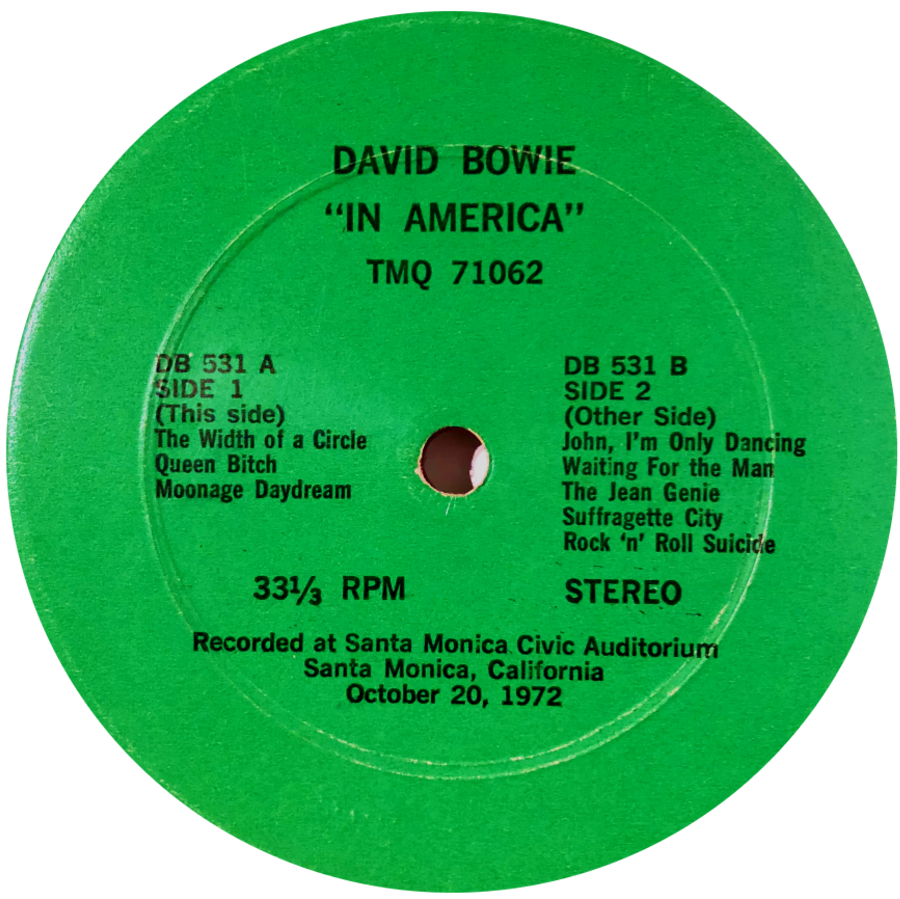 DAVID BOWIE
“IN AMERICA”
TMQ 71062
DB 531 A
SIDE 1
(This side)
The Width of a Circle
Queen Bitch
Moonage Daydream
DB 531 B
SIDE 2
(Other Side)
John, I'm Only Dancing
Waiting For the Man
The Jean Genie
Suffragette City
Rock ‘n’ Roll Suicide
33⅓ RPM
STEREO
Recorded at Santa Monica Civic Auditorium
Santa Monica, California
October 20, 1972